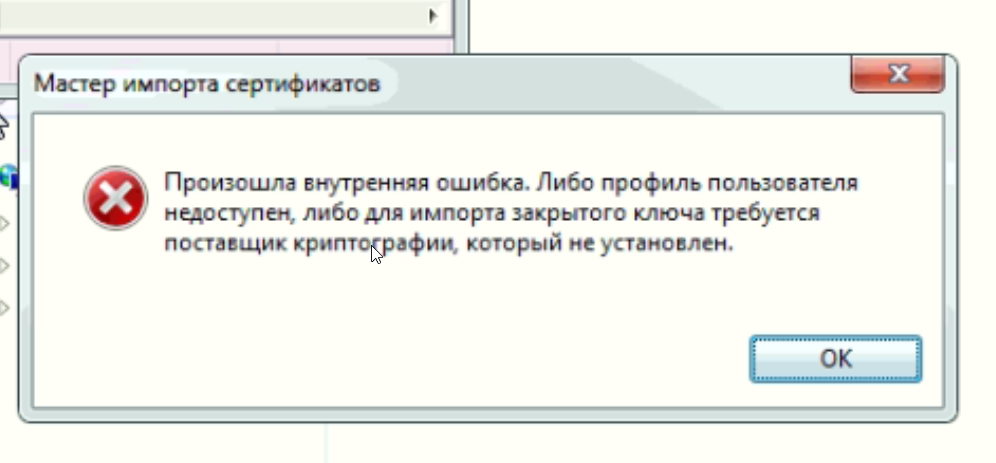 Мастер импорта сертификатов
Произошла внутренняя ошибка. Либо профиль пользователя
недоступен, либо для импорта закрытого ключа требуется
поставщик криптографии, который не установлен.
ОК